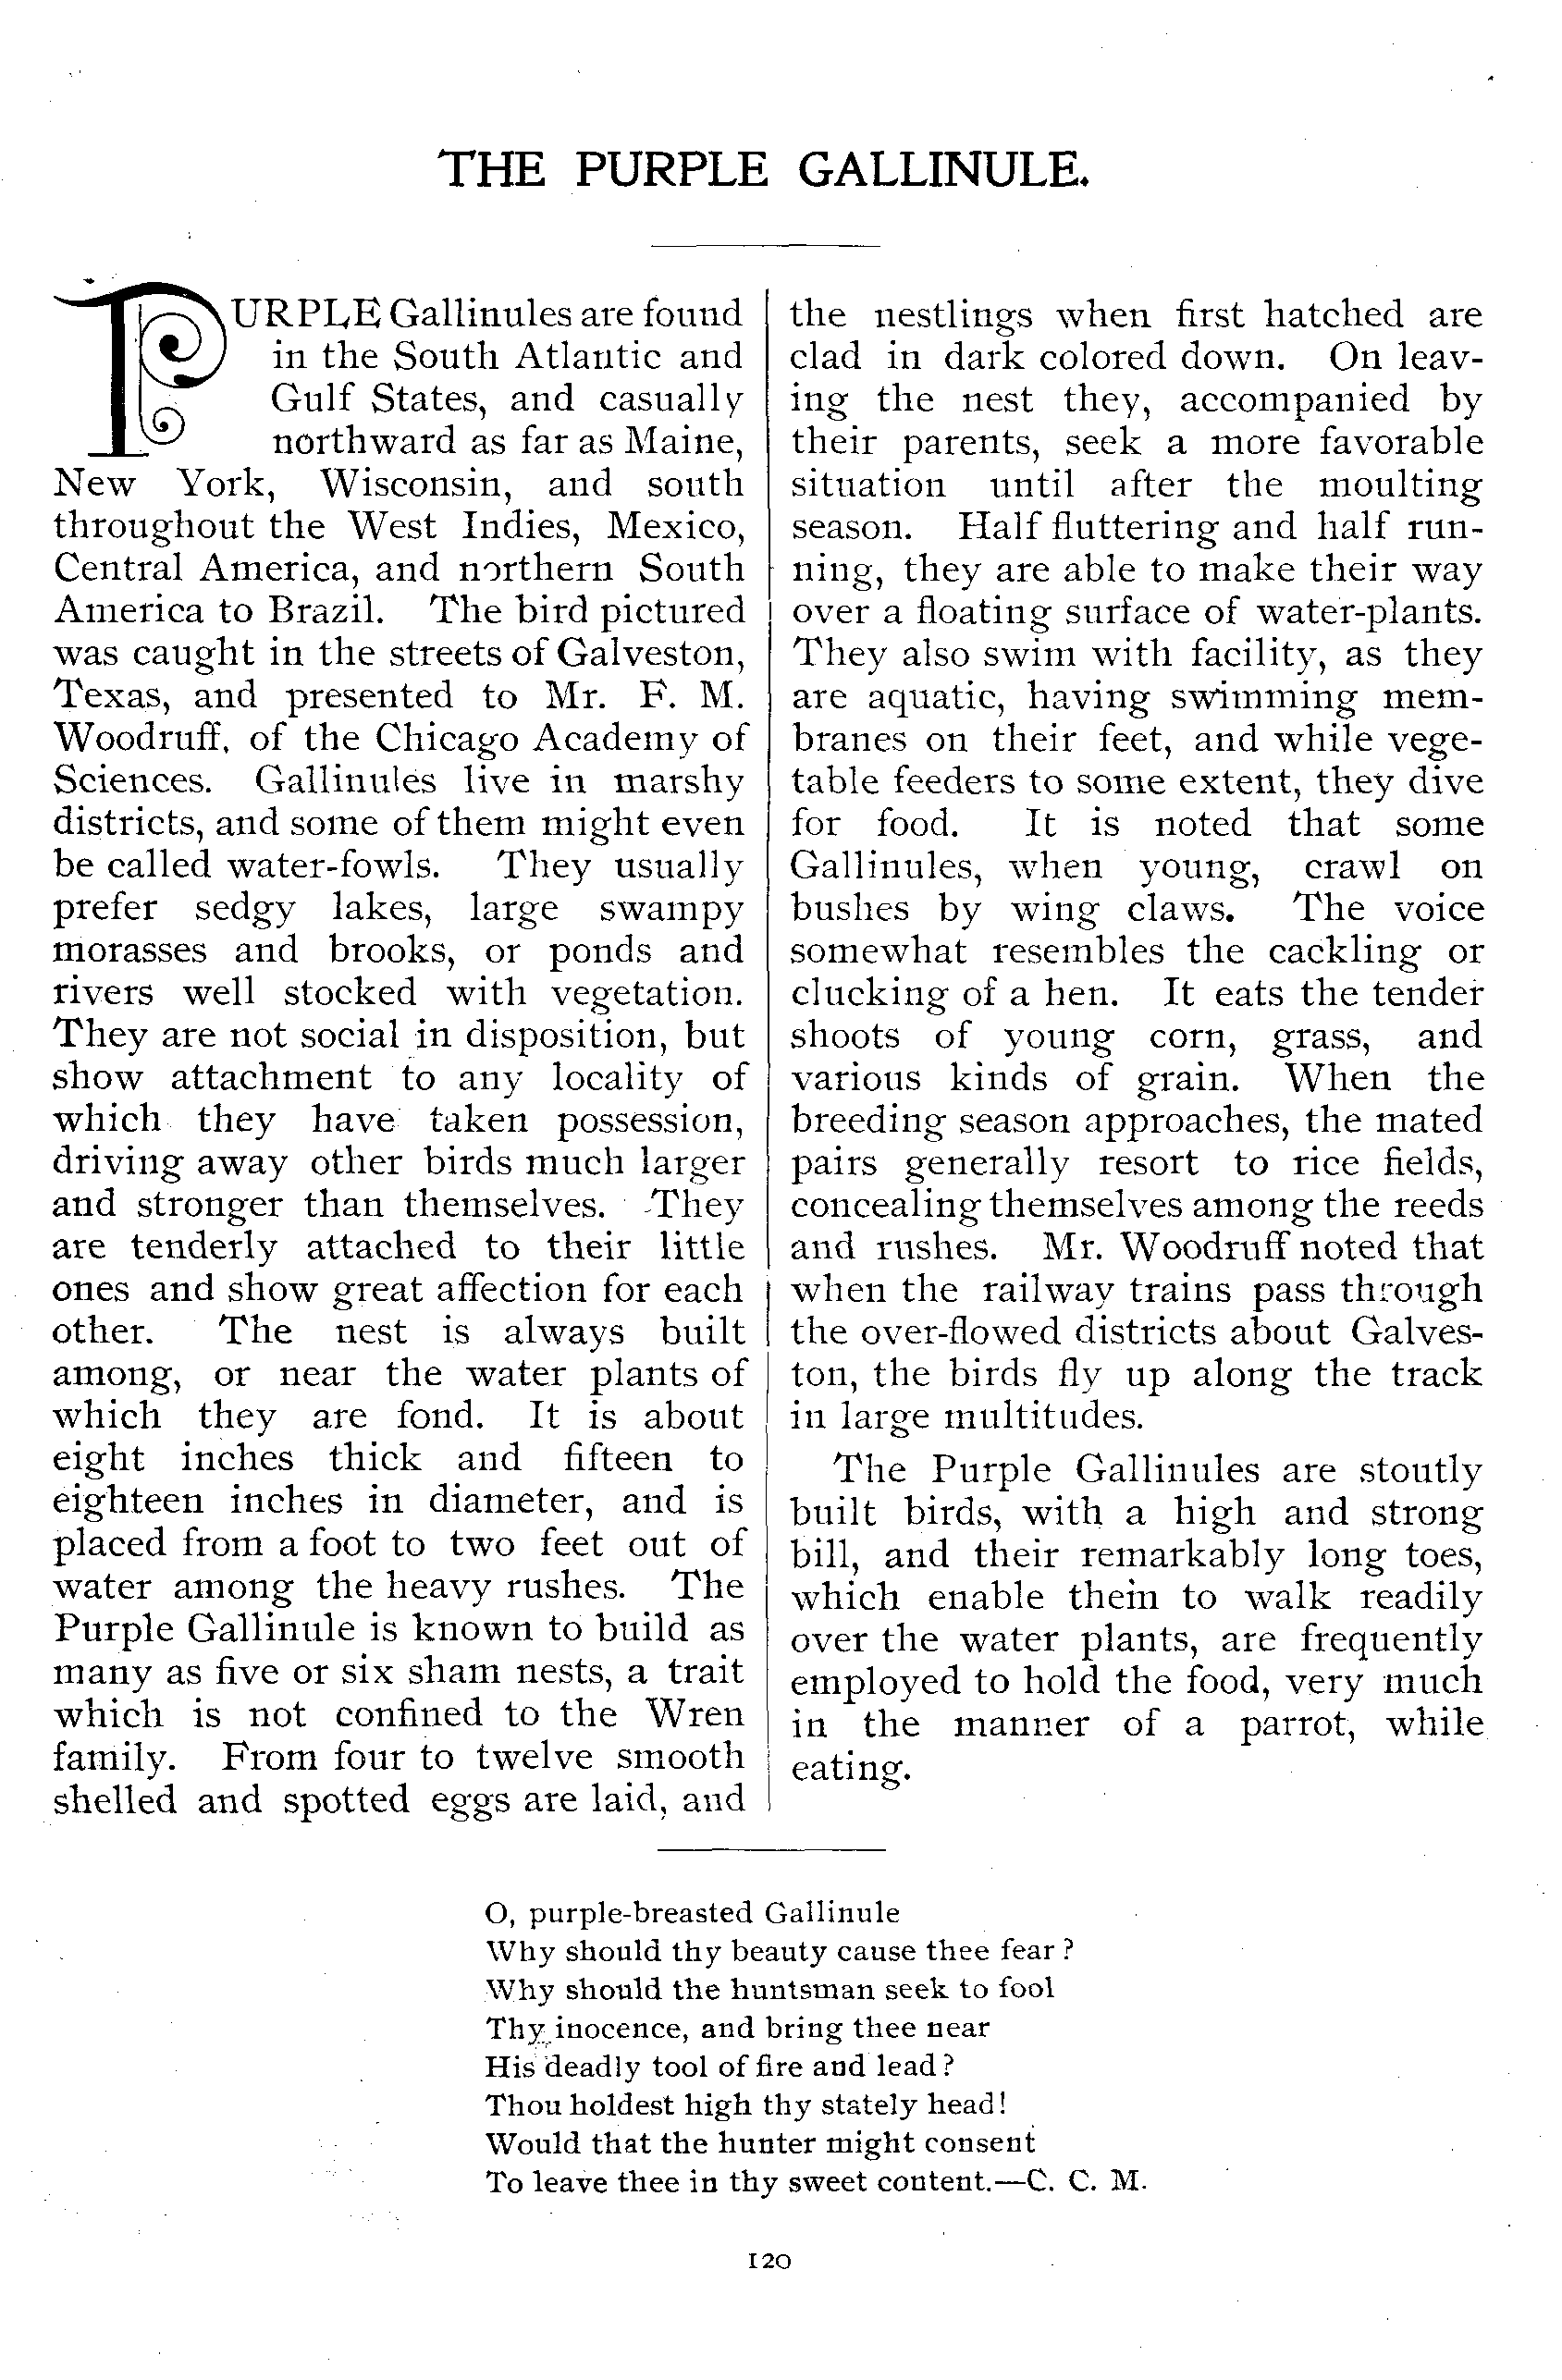 THE PURPLE GALLINULE.
PURPLE Gallinules are found
in the South Atlantic and
Gulf States, and casually
northward as far as Maine,
New York, Wisconsin, and south
throughout the West Indies, Mexico,
Central America, and northern South
America to Brazil. The bird pictured
was caught in the streets of Galveston,
Texas, and presented to Mr. F. M.
Woodruff, of the Chicago Academy of
Sciences. Gallinules live in marshy
districts, and some of them might even
be called water-fowls. They usually
prefer sedgy lakes, large swampy
morasses and brooks, or ponds and
rivers well stocked with vegetation.
They are not social in disposition, but
show attachment to any locality of
which they have taken possession,
driving away other birds much larger
and stronger than themselves. They
are tenderly attached to their little
ones and show great affection for each
other. The nest is always built
among, or near the water plants of
which they are fond. It is about
eight inches thick and fifteen to
eighteen inches in diameter, and is
placed from a foot to two feet out of
water among the heavy rushes. The
Purple Gallinule is known to build as
many as five or six sham nests, a trait
which is not confined to the Wren
family. From four to twelve smooth
shelled and spotted eggs are laid, and
the nestlings when first hatched are
clad in dark colored down. On leav-
ing the nest they, accompanied by
their parents, seek a more favorable
situation until after the moulting
season. Half fluttering and half run-
ning, they are able to make their way
over a floating surface of water-plants.
They also swim with facility, as they
are aquatic, having swimming mem-
branes on their feet, and while vege-
table feeders to some extent, they dive
for food. It is noted that some
Gallinules, when young, crawl on
bushes by wing claws. The voice
somewhat resembles the cackling or
clucking of a hen. It eats the tender
shoots of young corn, grass, and
various kinds of grain. When the
breeding season approaches, the mated
pairs generally resort to rice fields,
concealing themselves among the reeds
and rushes. Mr. Woodruff noted that
when the railway trains pass through
the over-flowed districts about Galves-
ton, the birds fly up along the track
in large multitudes.
The Purple Gallinules are stoutly
built birds, with a high and strong
bill, and their remarkably long toes,
which enable them to walk readily
over the water plants, are frequently
employed to hold the food, very much
in the manner of a parrot, while
eating.
O, purple-breasted Gallinule
Why should thy beauty cause thee fear?
Why should the huntsman seek to fool
Thy inocence, and bring thee near
His deadly tool of fire and lead?
Thou holdest high thy stately head!
Would that the hunter might consent
To leave thee in thy sweet content.—C. C. M.
120